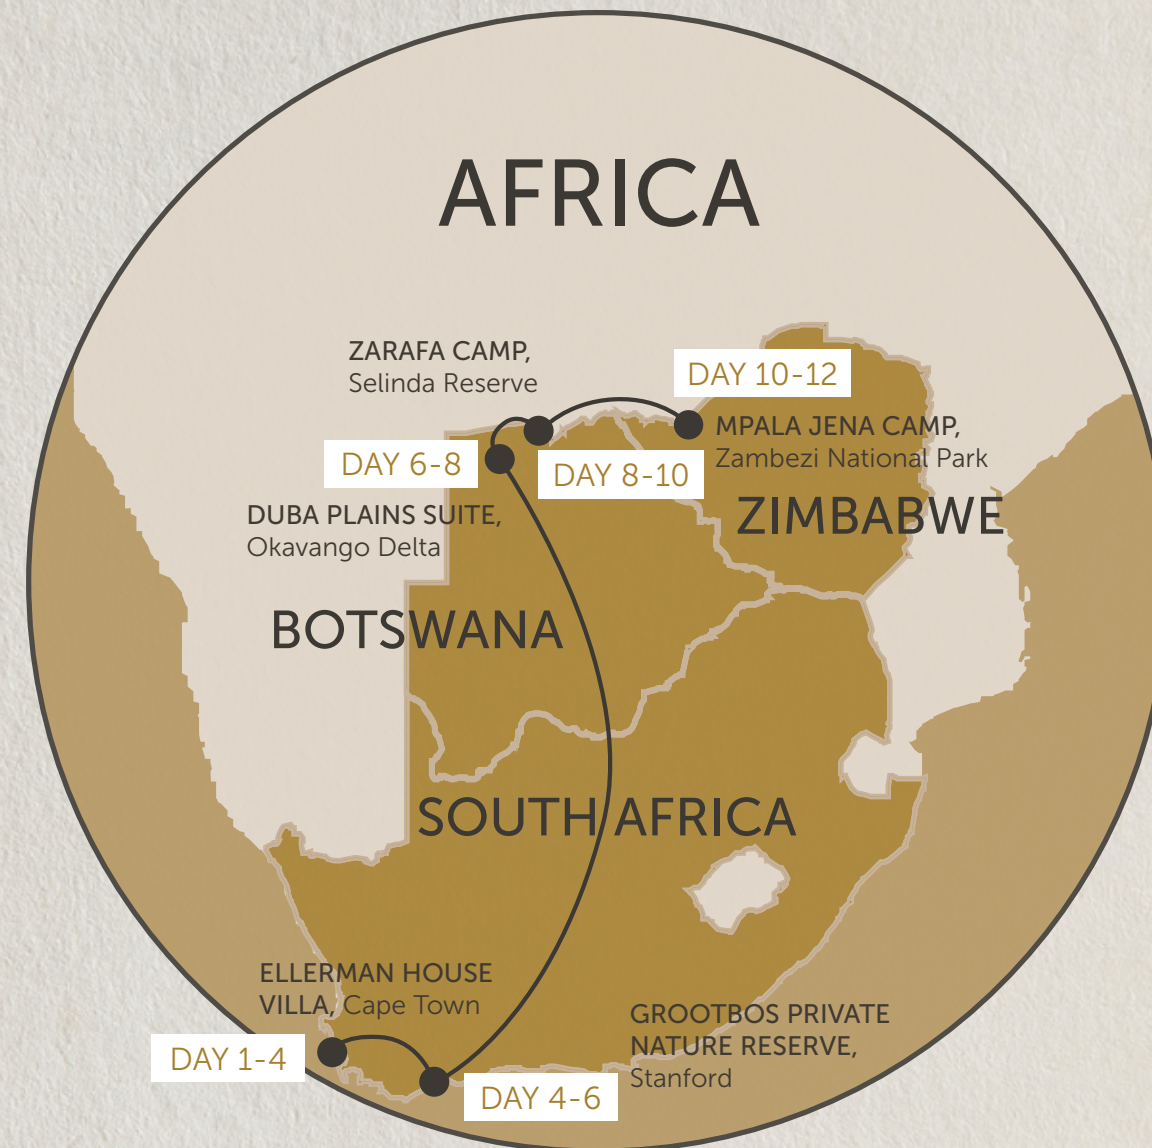 AFRICA
ZARAFA CAMP,
Selinda Reserve
DAY 10-12
MPALA JENA CAMP,
Zambezi National Park
DAY 6-8
DAY 8-10
DUBA PLAINS SUITE,
Okavango Delta
ZIMBABWE
BOTSWANA
SOUTH AFRICA
ELLERMAN HOUSE
VILLA, Cape Town
DAY 1-4
GROOTBOS PRIVATE
NATURE RESERVE,
Stanford
DAY 4-6